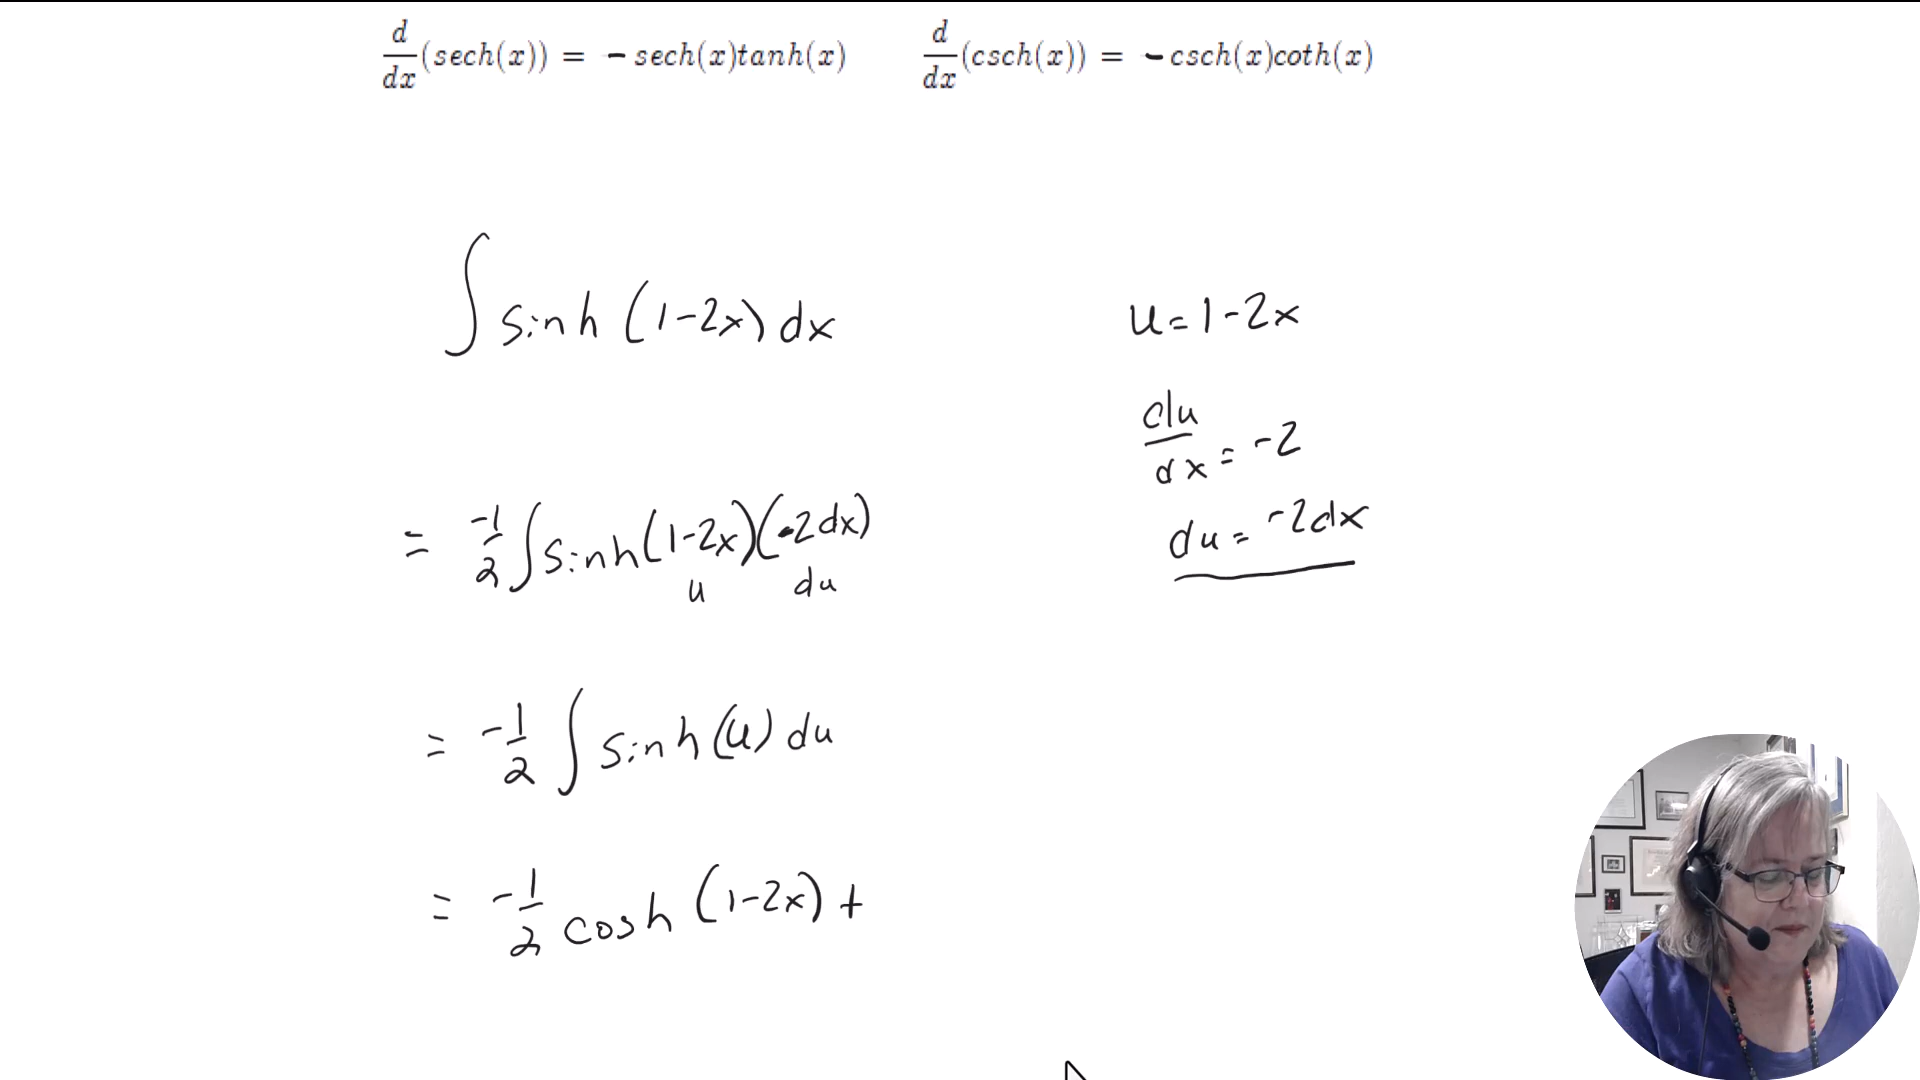 d/dx (sech(x)) = - sech(x)tanh(x) d/dx (csch(x)) = - csch(x)coth(x)
∫ sinh (1-2x) dx u = 1-2x
du/dx = -2
= -1/2 ∫ sinh(1-2x)(-2dx) du = -2dx
u du
= -1/2 ∫ sinh(u) du
= -1/2 cosh (1-2x) +